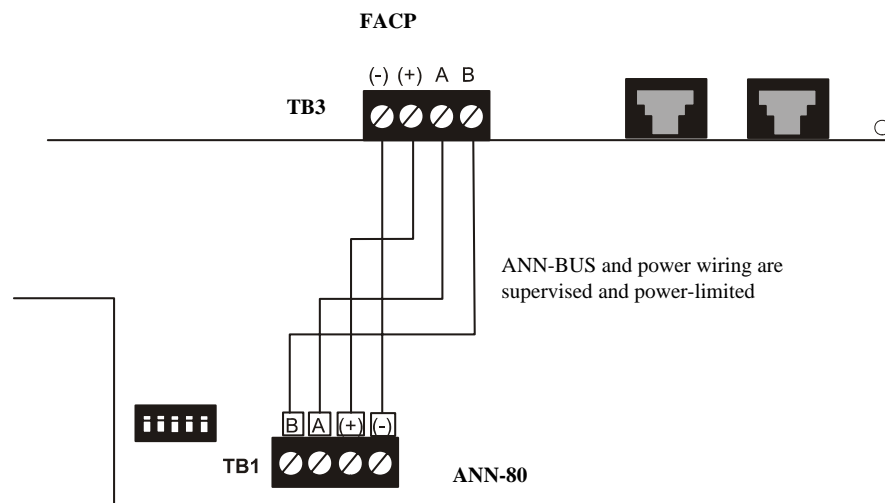 FACP
(-) (+) A B
TB3
ANN-BUS and power wiring are
supervised and power-limited
B A (+) (-)
TB1
ANN-80